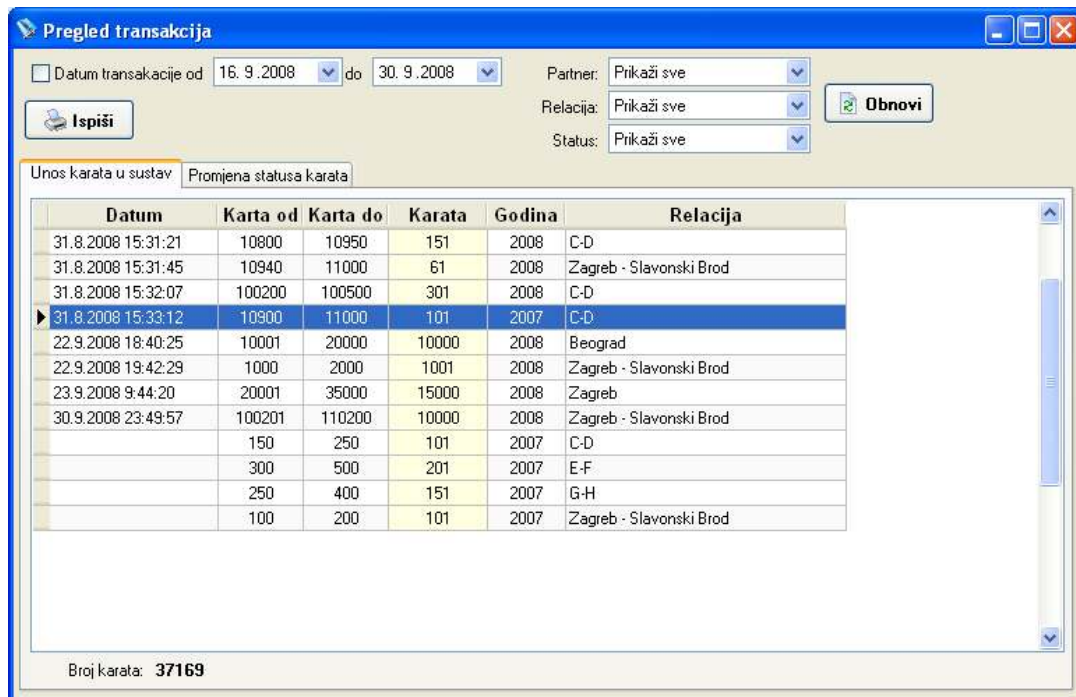 Pregled transakcija
Datum transakacije od 16. 9 .2008 do 30. 9 .2008 Partner: Prikaži sve
Relacija: Prikaži sve Obnovi
Ispiši
Status: Prikaži sve
Unos karata u sustav Promjena statusa karata
Datum Karta od Karta do Karata Godina Relacija
31.8.2008 15:31:21 10800 10950 151 2008 C-D
31.8.2008 15:31:45 10940 11000 61 2008 Zagreb - Slavonski Brod
31.8.2008 15:32:07 100200 100500 301 2008 C-D
31.8.2008 15:33:12 10900 11000 101 2007 C-D
22.9.2008 18:40:25 10001 20000 10000 2008 Beograd
22.9.2008 19:42:29 1000 2000 1001 2008 Zagreb - Slavonski Brod
23.9.2008 9:44:20 20001 35000 15000 2008 Zagreb
30.9.2008 23:49:57 100201 110200 10000 2008 Zagreb - Slavonski Brod
150 250 101 2007 C-D
300 500 201 2007 E-F
250 400 151 2007 G-H
100 200 101 2007 Zagreb - Slavonski Brod
Broj karata: 37169